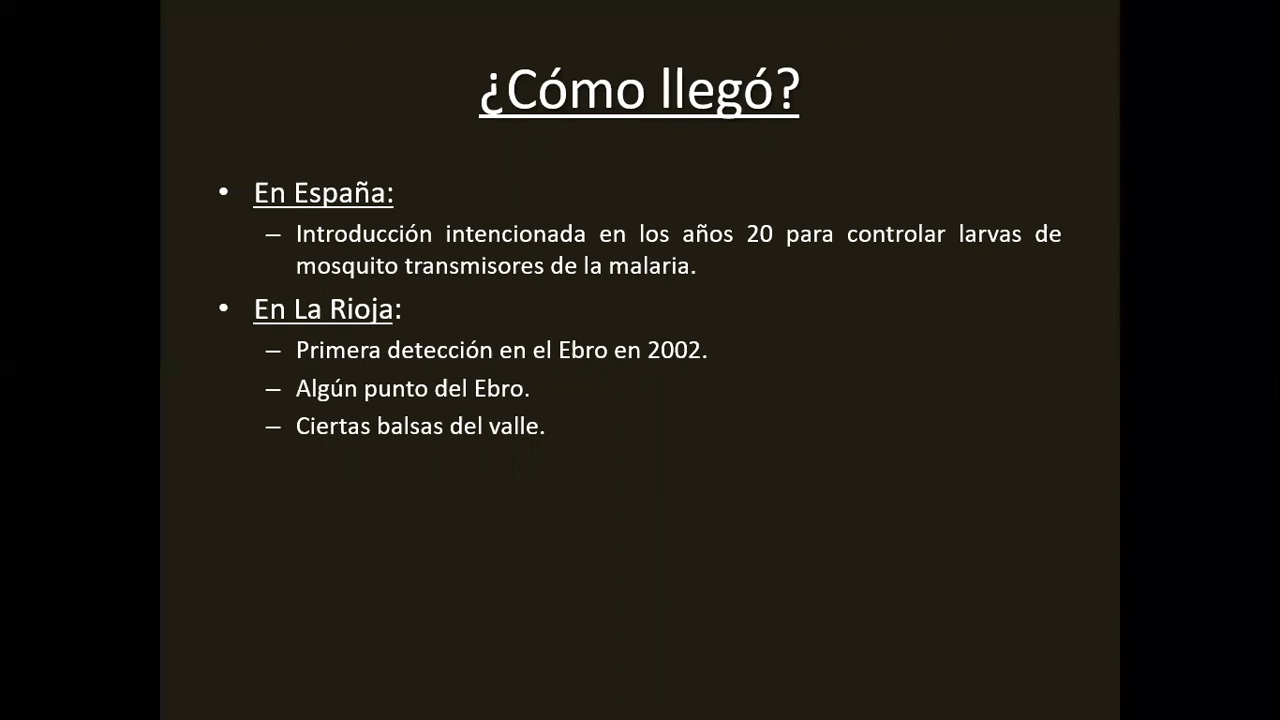 ¿Cómo llegó?
• En España:
– Introducción intencionada en los años 20 para controlar larvas de
mosquito transmisores de la malaria.
• En La Rioja:
– Primera detección en el Ebro en 2002.
– Algún punto del Ebro.
– Ciertas balsas del valle.